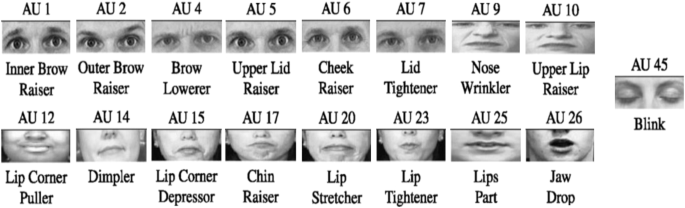 AU 1 AU 2 AU 4 AU 5 AU 6 AU 7 AU 9 AU 10
Inner Brow Raiser
Outer Brow Raiser
Brow Lowerer
Upper Lid Raiser
Cheek Raiser
Lid Tightener
Nose Wrinkler
Upper Lip Raiser
AU 45
Blink
AU 12 AU 14 AU 15 AU 17 AU 20 AU 23 AU 25 AU 26
Lip Corner Puller
Dimpler
Lip Corner Depressor
Chin Raiser
Lip Stretcher
Lip Tightener
Lips Part
Jaw Drop